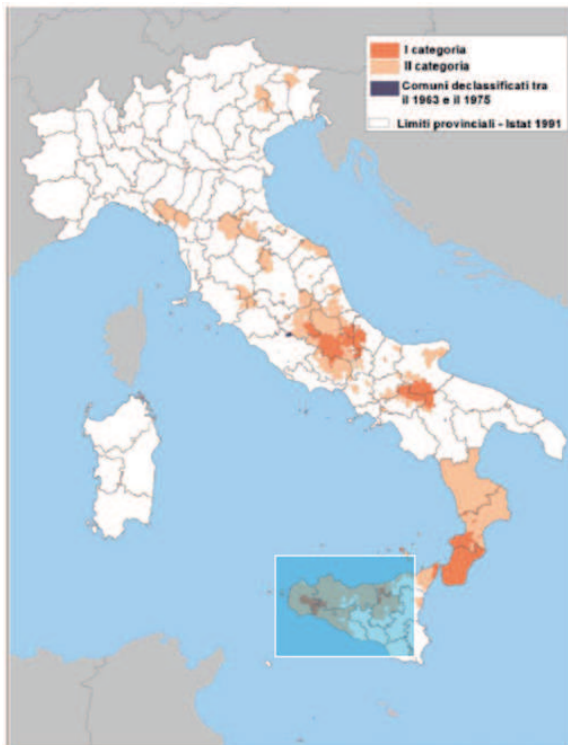 I categoria
II categoria
Comuni declassificati tra
il 1963 e il 1975
Limiti provinciali - Istat 1991